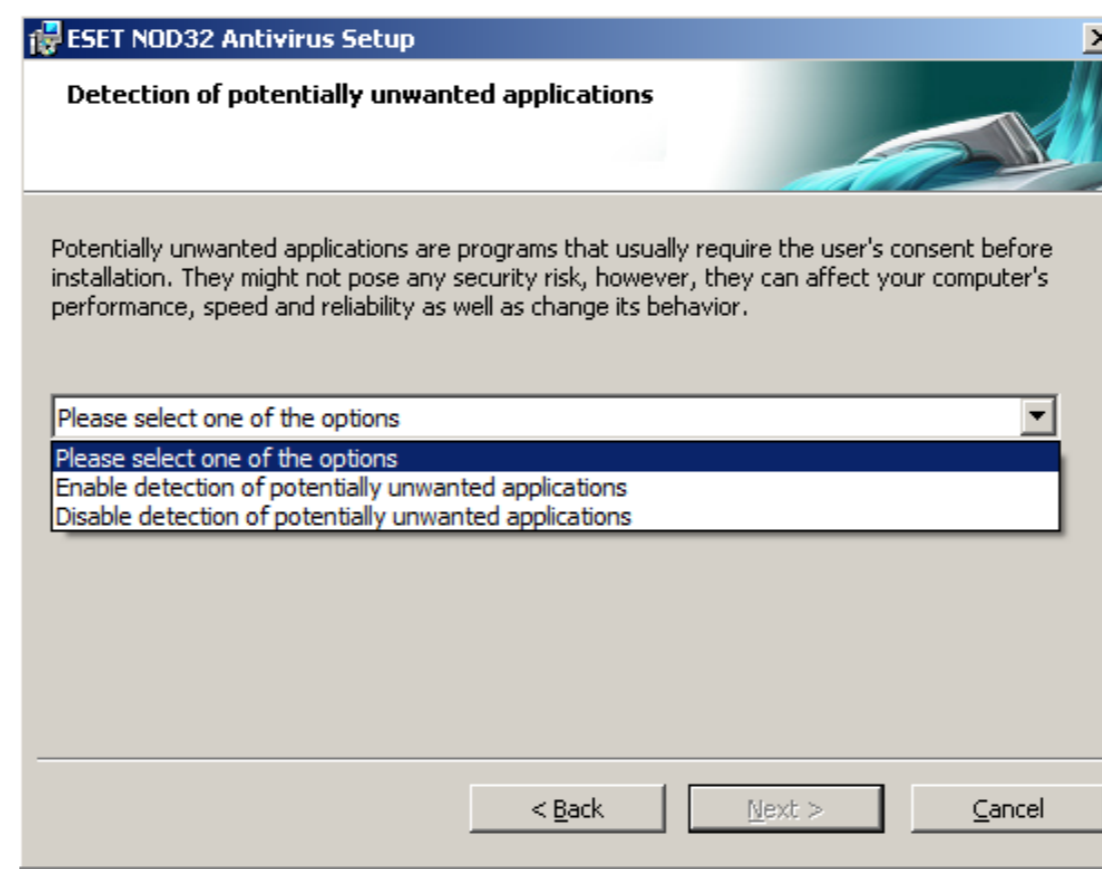 ESET NOD32 Antivirus Setup
Detection of potentially unwanted applications
Potentially unwanted applications are programs that usually require the user's consent before
installation. They might not pose any security risk, however, they can affect your computer's
performance, speed and reliability as well as change its behavior.
Please select one of the options
Please select one of the options
Enable detection of potentially unwanted applications
Disable detection of potentially unwanted applications
< Back
Next >
Cancel